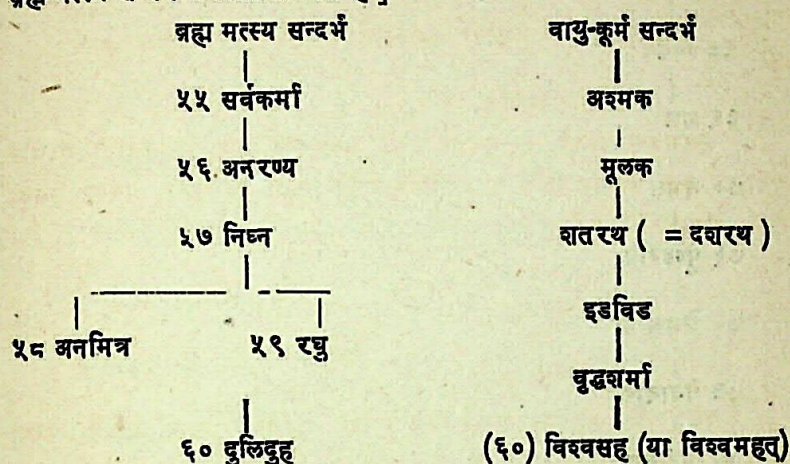 ब्रह्म मत्स्य सन्दर्भ वायु-कूर्म सन्दर्भ
५५ सर्वकर्मा अश्मक
५६ अनरण्य मूलक
५७ निघ्न शतरथ ( = दशरथ )
इडविड
५८ अनमित्र ५९ रघु
वृद्धशर्मा
६० दुलिदुह (६०) विश्वसह (या विश्वमहत्)